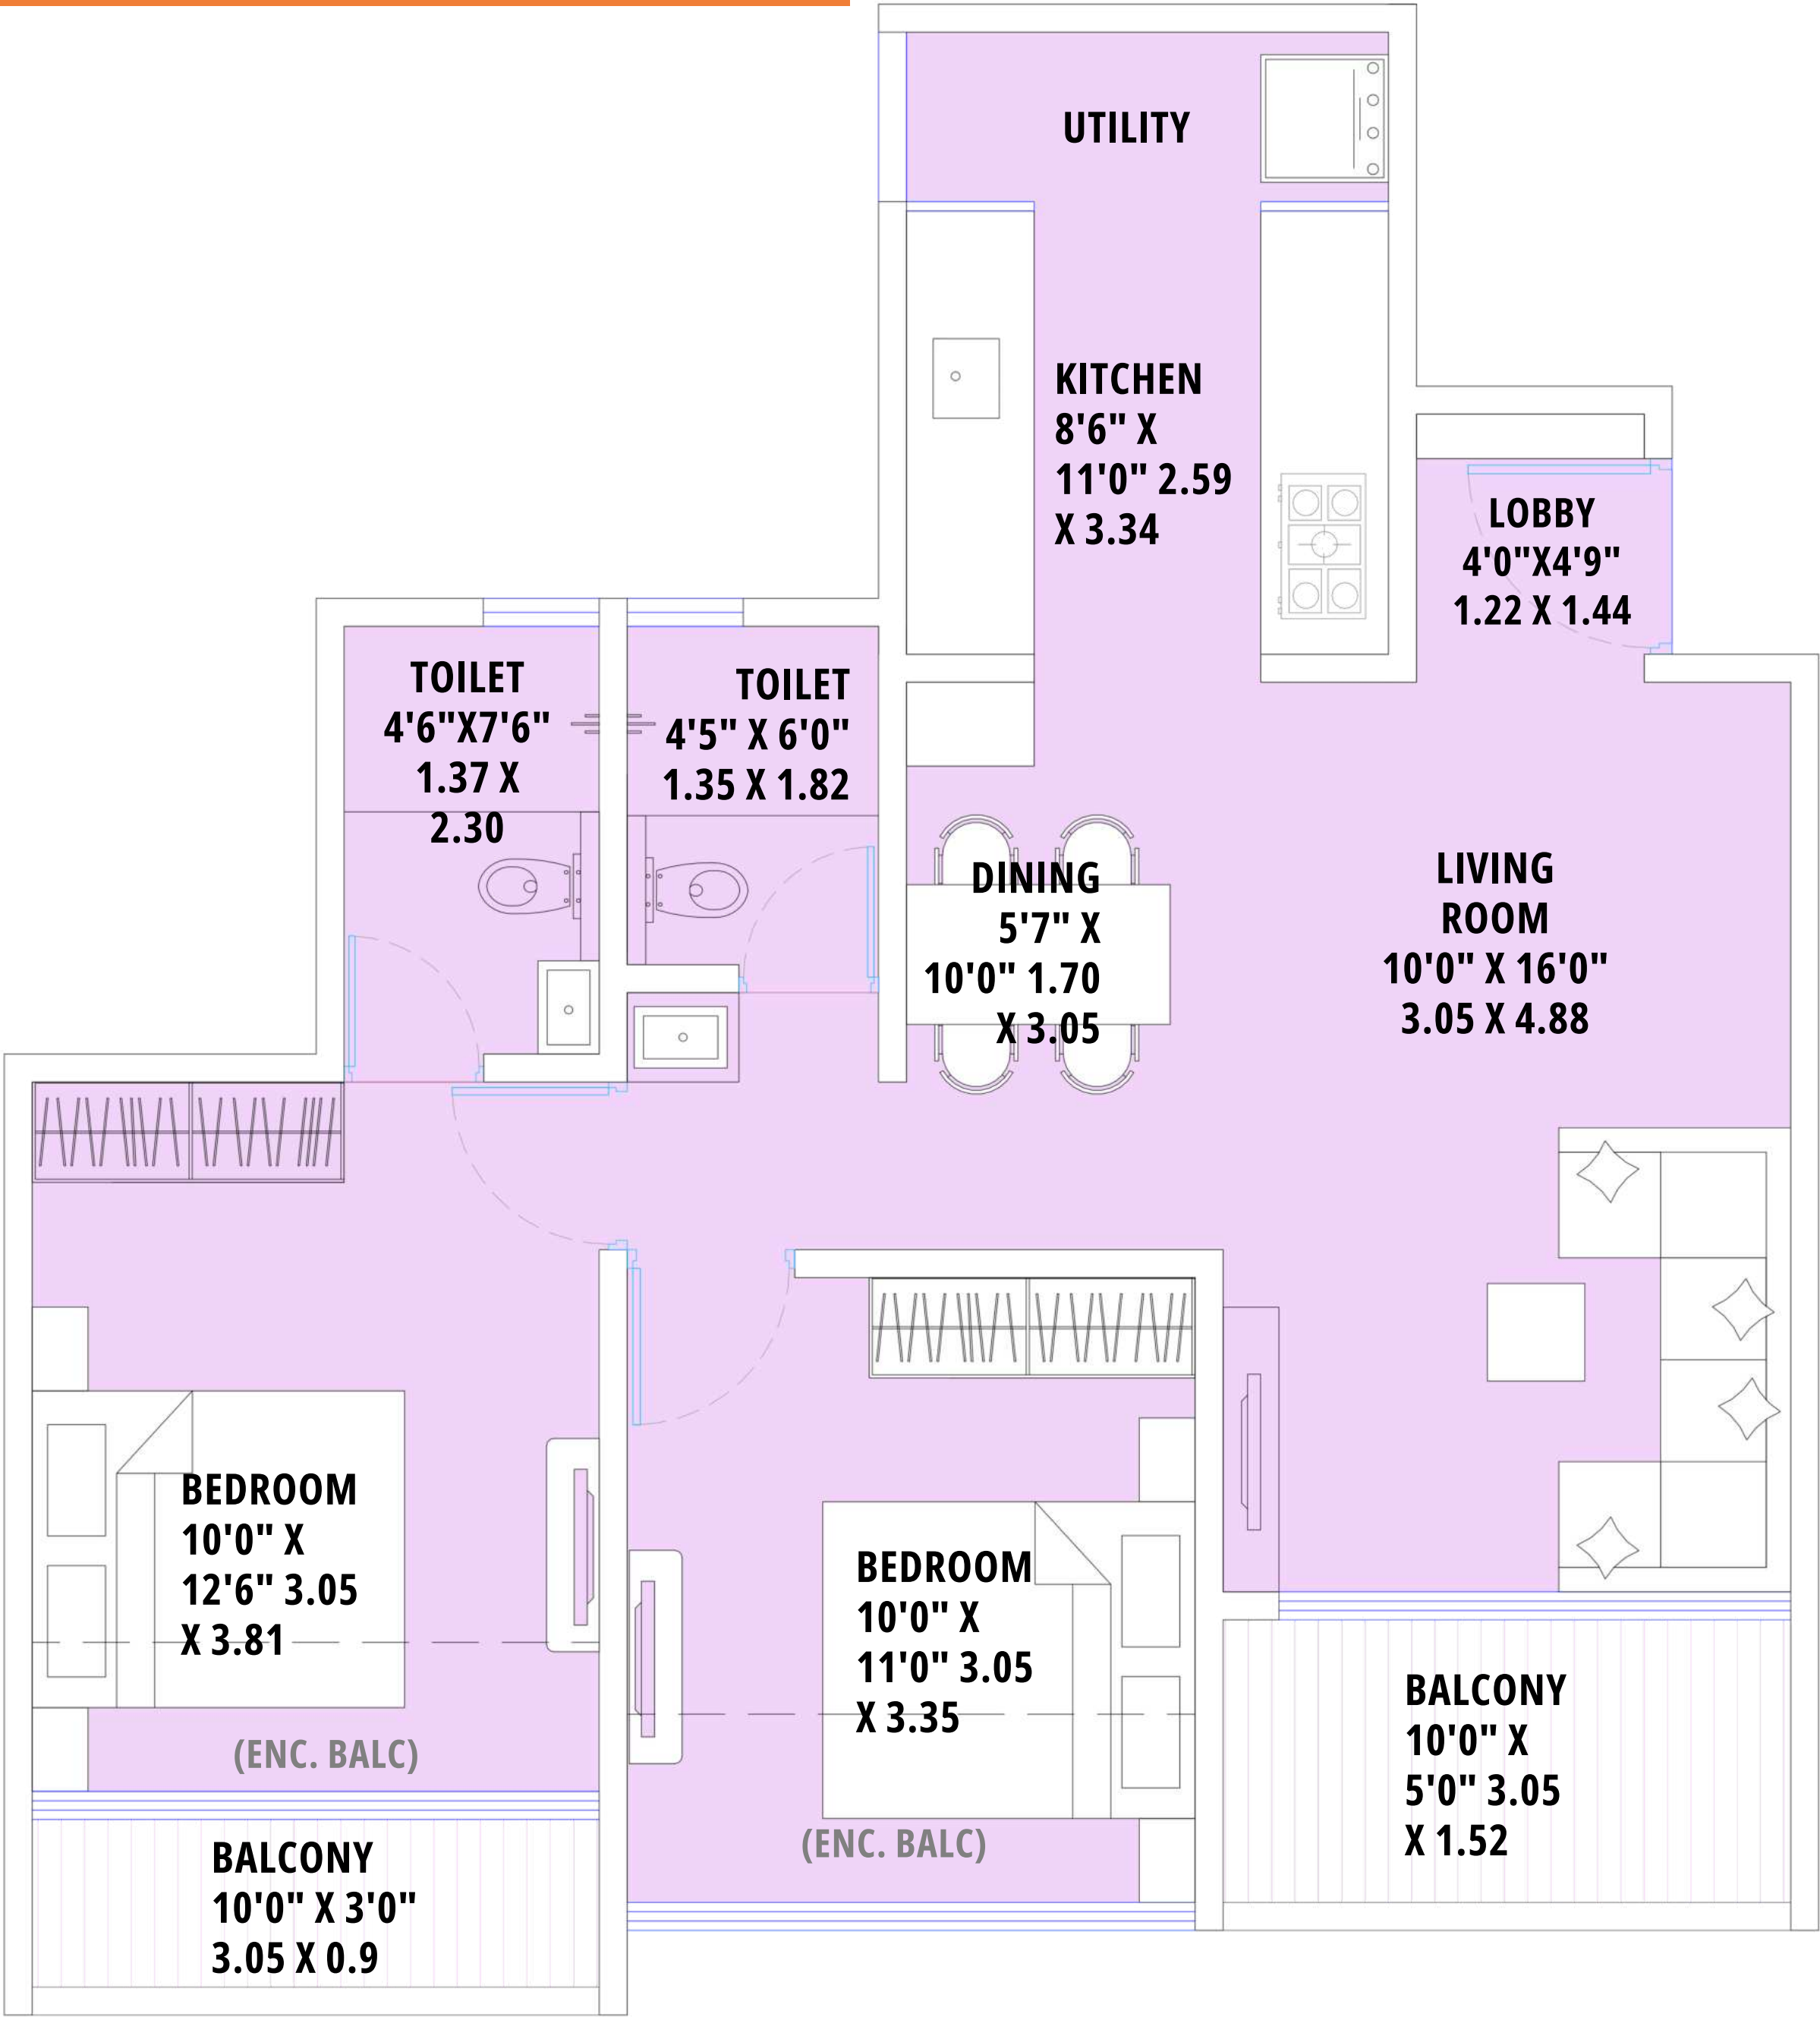 UTILITY
KITCHEN
8'6" X
11'0" 2.59
X 3.34
LOBBY
4'0"X4'9"
1.22 X 1.44
TOILET
4'6"X7'6"
1.37 X
2.30
TOILET
4'5" X 6'0"
1.35 X 1.82
DINING
5'7" X
10'0" 1.70
X 3.05
LIVING
ROOM
10'0" X 16'0"
3.05 X 4.88
BEDROOM
10'0" X
12'6" 3.05
X 3.81
(ENC. BALC)
BEDROOM
10'0" X
11'0" 3.05
X 3.35
(ENC. BALC)
BALCONY
10'0" X
5'0" 3.05
X 1.52
BALCONY
10'0" X 3'0"
3.05 X 0.9